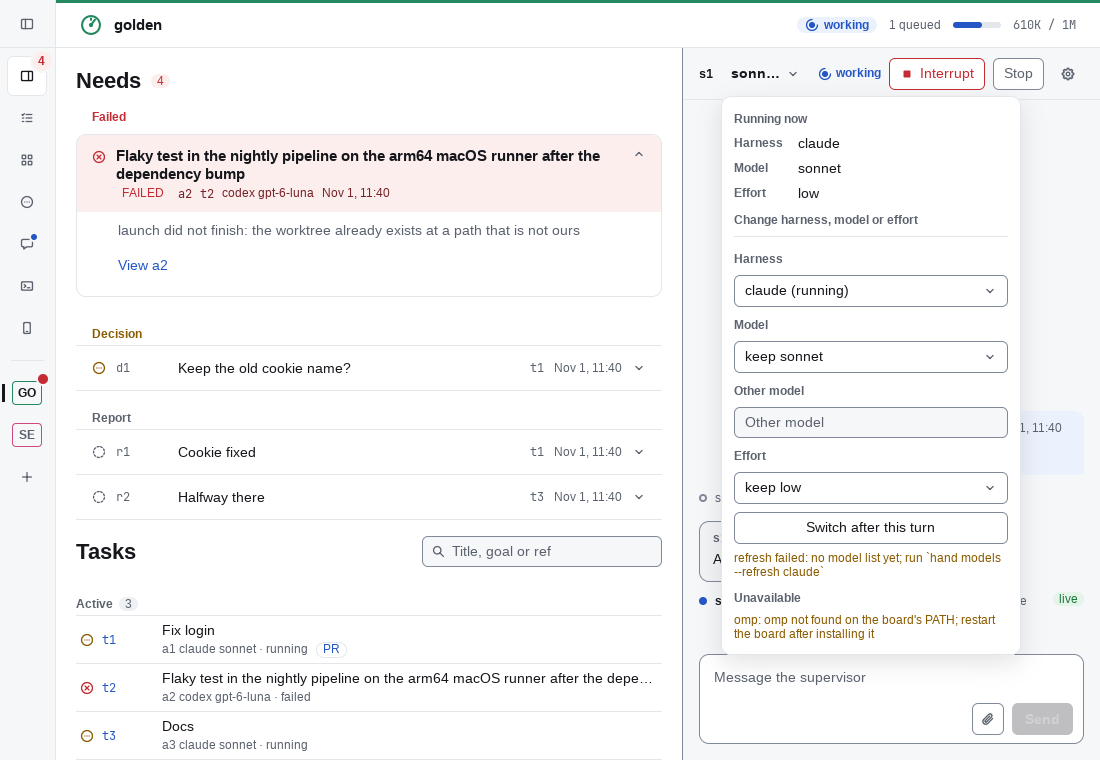 golden
working
1 queued
610K / 1M
4
GO
SE
Needs 4
Failed
Flaky test in the nightly pipeline on the arm64 macOS runner after the
dependency bump
FAILED a2 t2 codex gpt-6-luna Nov 1, 11:40
launch did not finish: the worktree already exists at a path that is not ours
View a2
Decision
d1 Keep the old cookie name? t1 Nov 1, 11:40
Report
r1 Cookie fixed t1 Nov 1, 11:40
r2 Halfway there t3 Nov 1, 11:40
Tasks
Title, goal or ref
Active 3
t1 Fix login
a1 claude sonnet · running PR
t2 Flaky test in the nightly pipeline on the arm64 macOS runner after the depe…
a2 codex gpt-6-luna · failed
t3 Docs
a3 claude sonnet · running
s1 sonn… working Interrupt Stop
Running now
Harness claude
Model sonnet
Effort low
Change harness, model or effort
Harness
claude (running)
Model
keep sonnet
Other model
Other model
Effort
keep low
Switch after this turn
refresh failed: no model list yet; run `hand models
--refresh claude`
Unavailable
omp: omp not found on the board's PATH; restart
the board after installing it
1, 11:40
live
Message the supervisor
Send